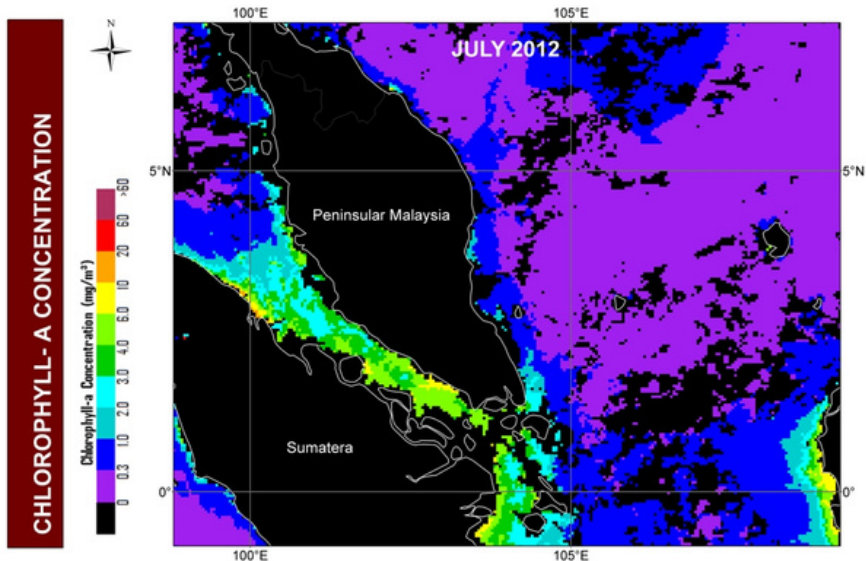 CHLOROPHYLL- A CONCENTRATION
N
Chlorophyll-a Concentration (mg/m³)
>60
60
20
10
6.0
4.0
3.0
2.0
1.0
0.3
0
100°E
105°E
JULY 2012
5°N
5°N
Peninsular Malaysia
Sumatera
0°
0°
100°E
105°E